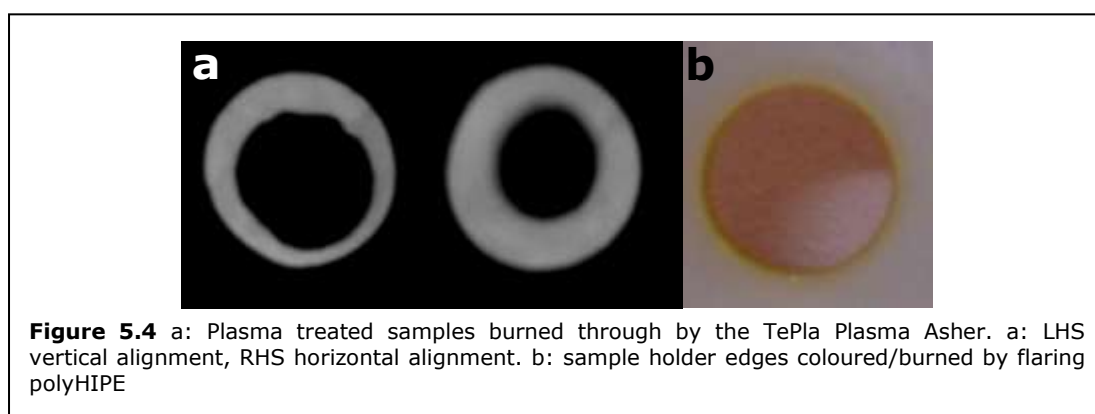 a
b
Figure 5.4 a: Plasma treated samples burned through by the TePla Plasma Asher. a: LHS
vertical alignment, RHS horizontal alignment. b: sample holder edges coloured/burned by flaring
polyHIPE